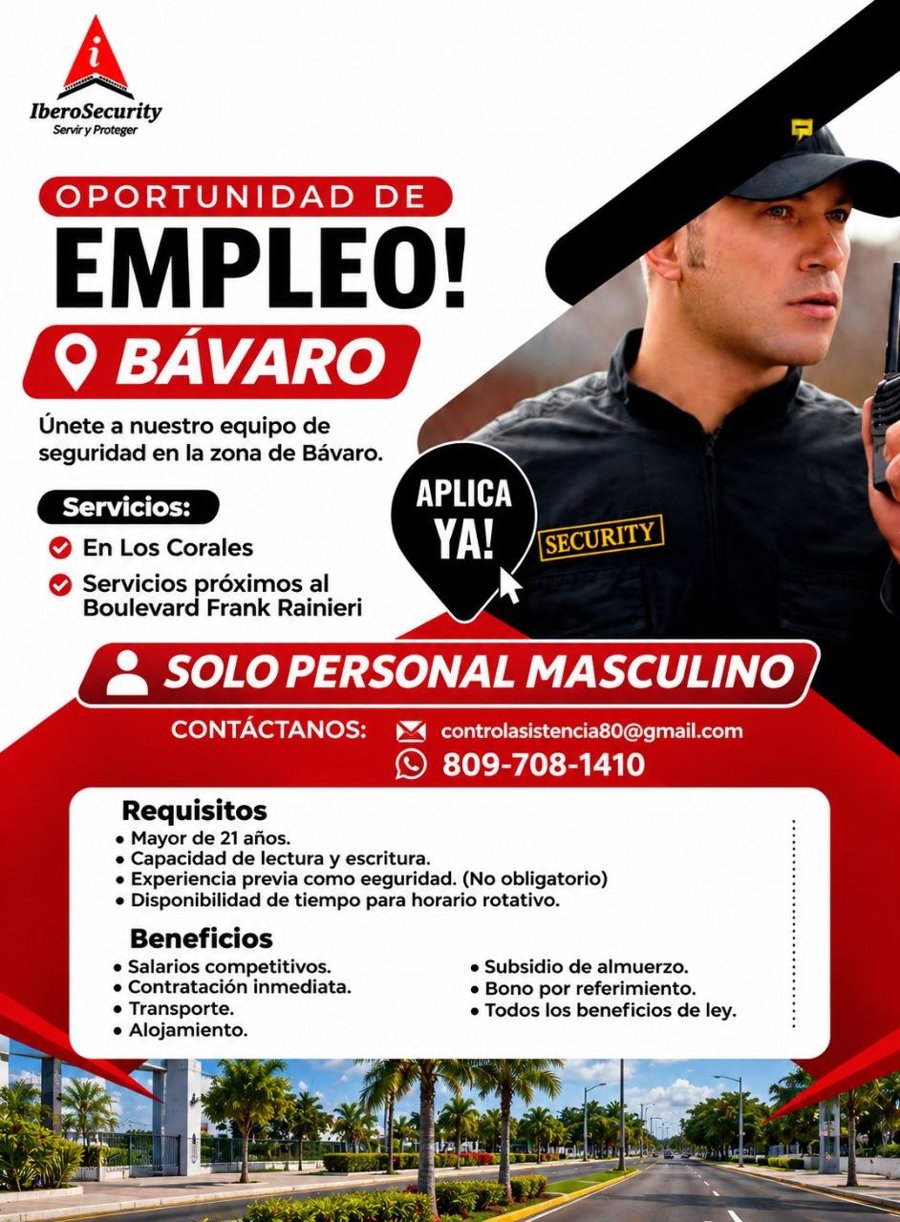 i
IberoSecurity
Servir y Proteger
OPORTUNIDAD DE
EMPLEO!
BÁVARO
Únete a nuestro equipo de
seguridad en la zona de Bávaro.
Servicios:
En Los Corales
Servicios próximos al
Boulevard Frank Rainieri
APLICA
YA!
SECURITY
SOLO PERSONAL MASCULINO
CONTÁCTANOS:
controlasistencia80@gmail.com
809-708-1410
Requisitos
• Mayor de 21 años.
• Capacidad de lectura y escritura.
• Experiencia previa como eeguridad. (No obligatorio)
• Disponibilidad de tiempo para horario rotativo.
Beneficios
• Salarios competitivos.
• Contratación inmediata.
• Transporte.
• Alojamiento.
• Subsidio de almuerzo.
• Bono por referimiento.
• Todos los beneficios de ley.